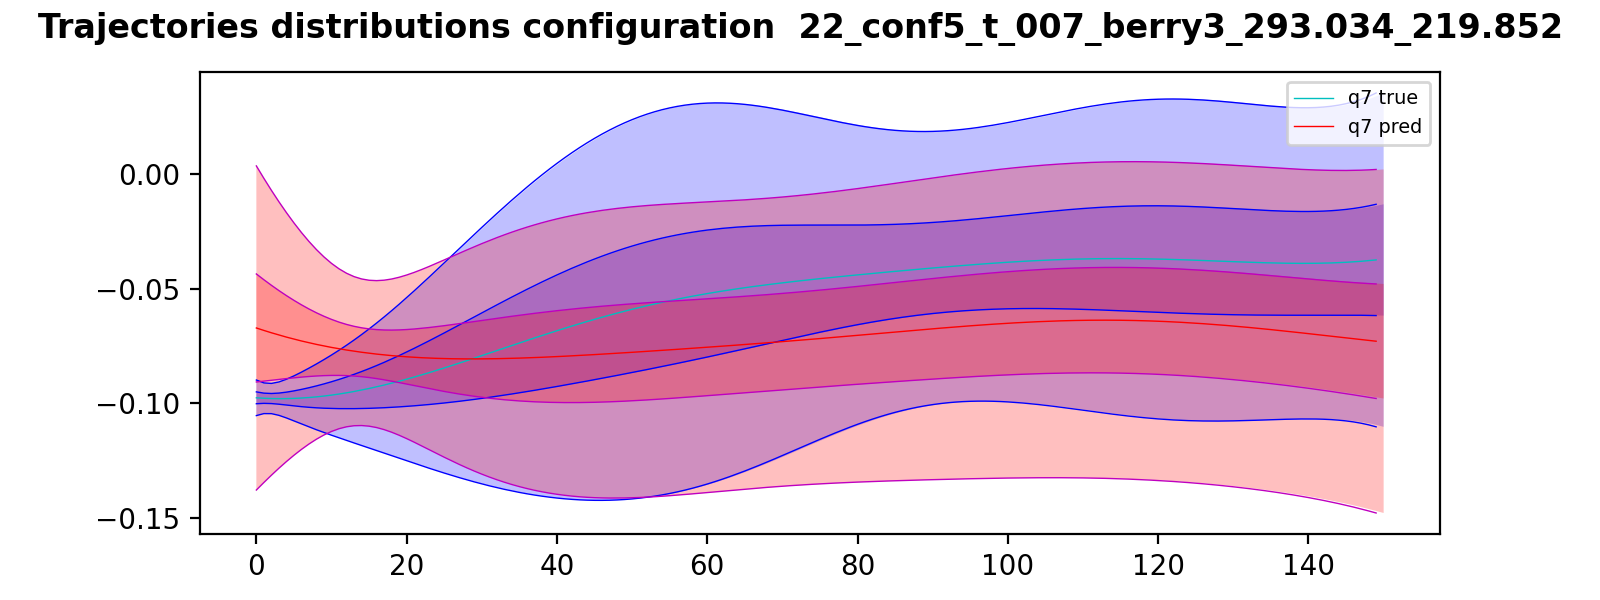 Trajectories distributions configuration  22_conf5_t_007_berry3_293.034_219.852
q7 true
q7 pred
0.00
−0.05
−0.10
−0.15
0 20 40 60 80 100 120 140